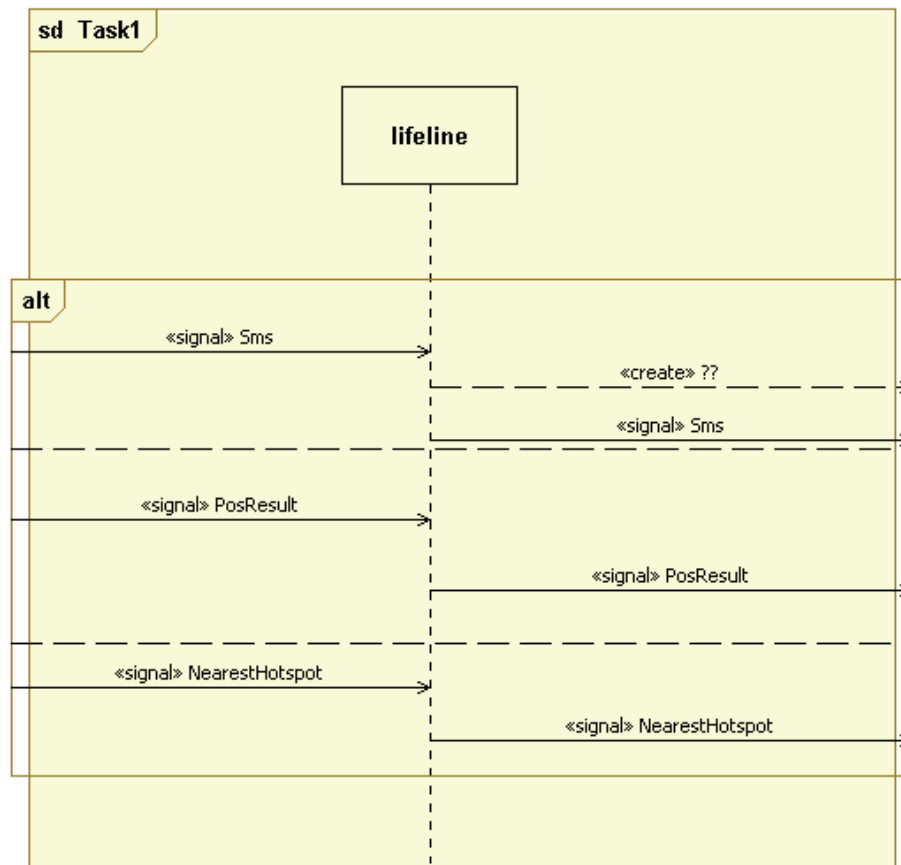 sd Task1
lifeline
alt
«signal» Sms
«create» ??
«signal» Sms
«signal» PosResult
«signal» PosResult
«signal» NearestHotspot
«signal» NearestHotspot